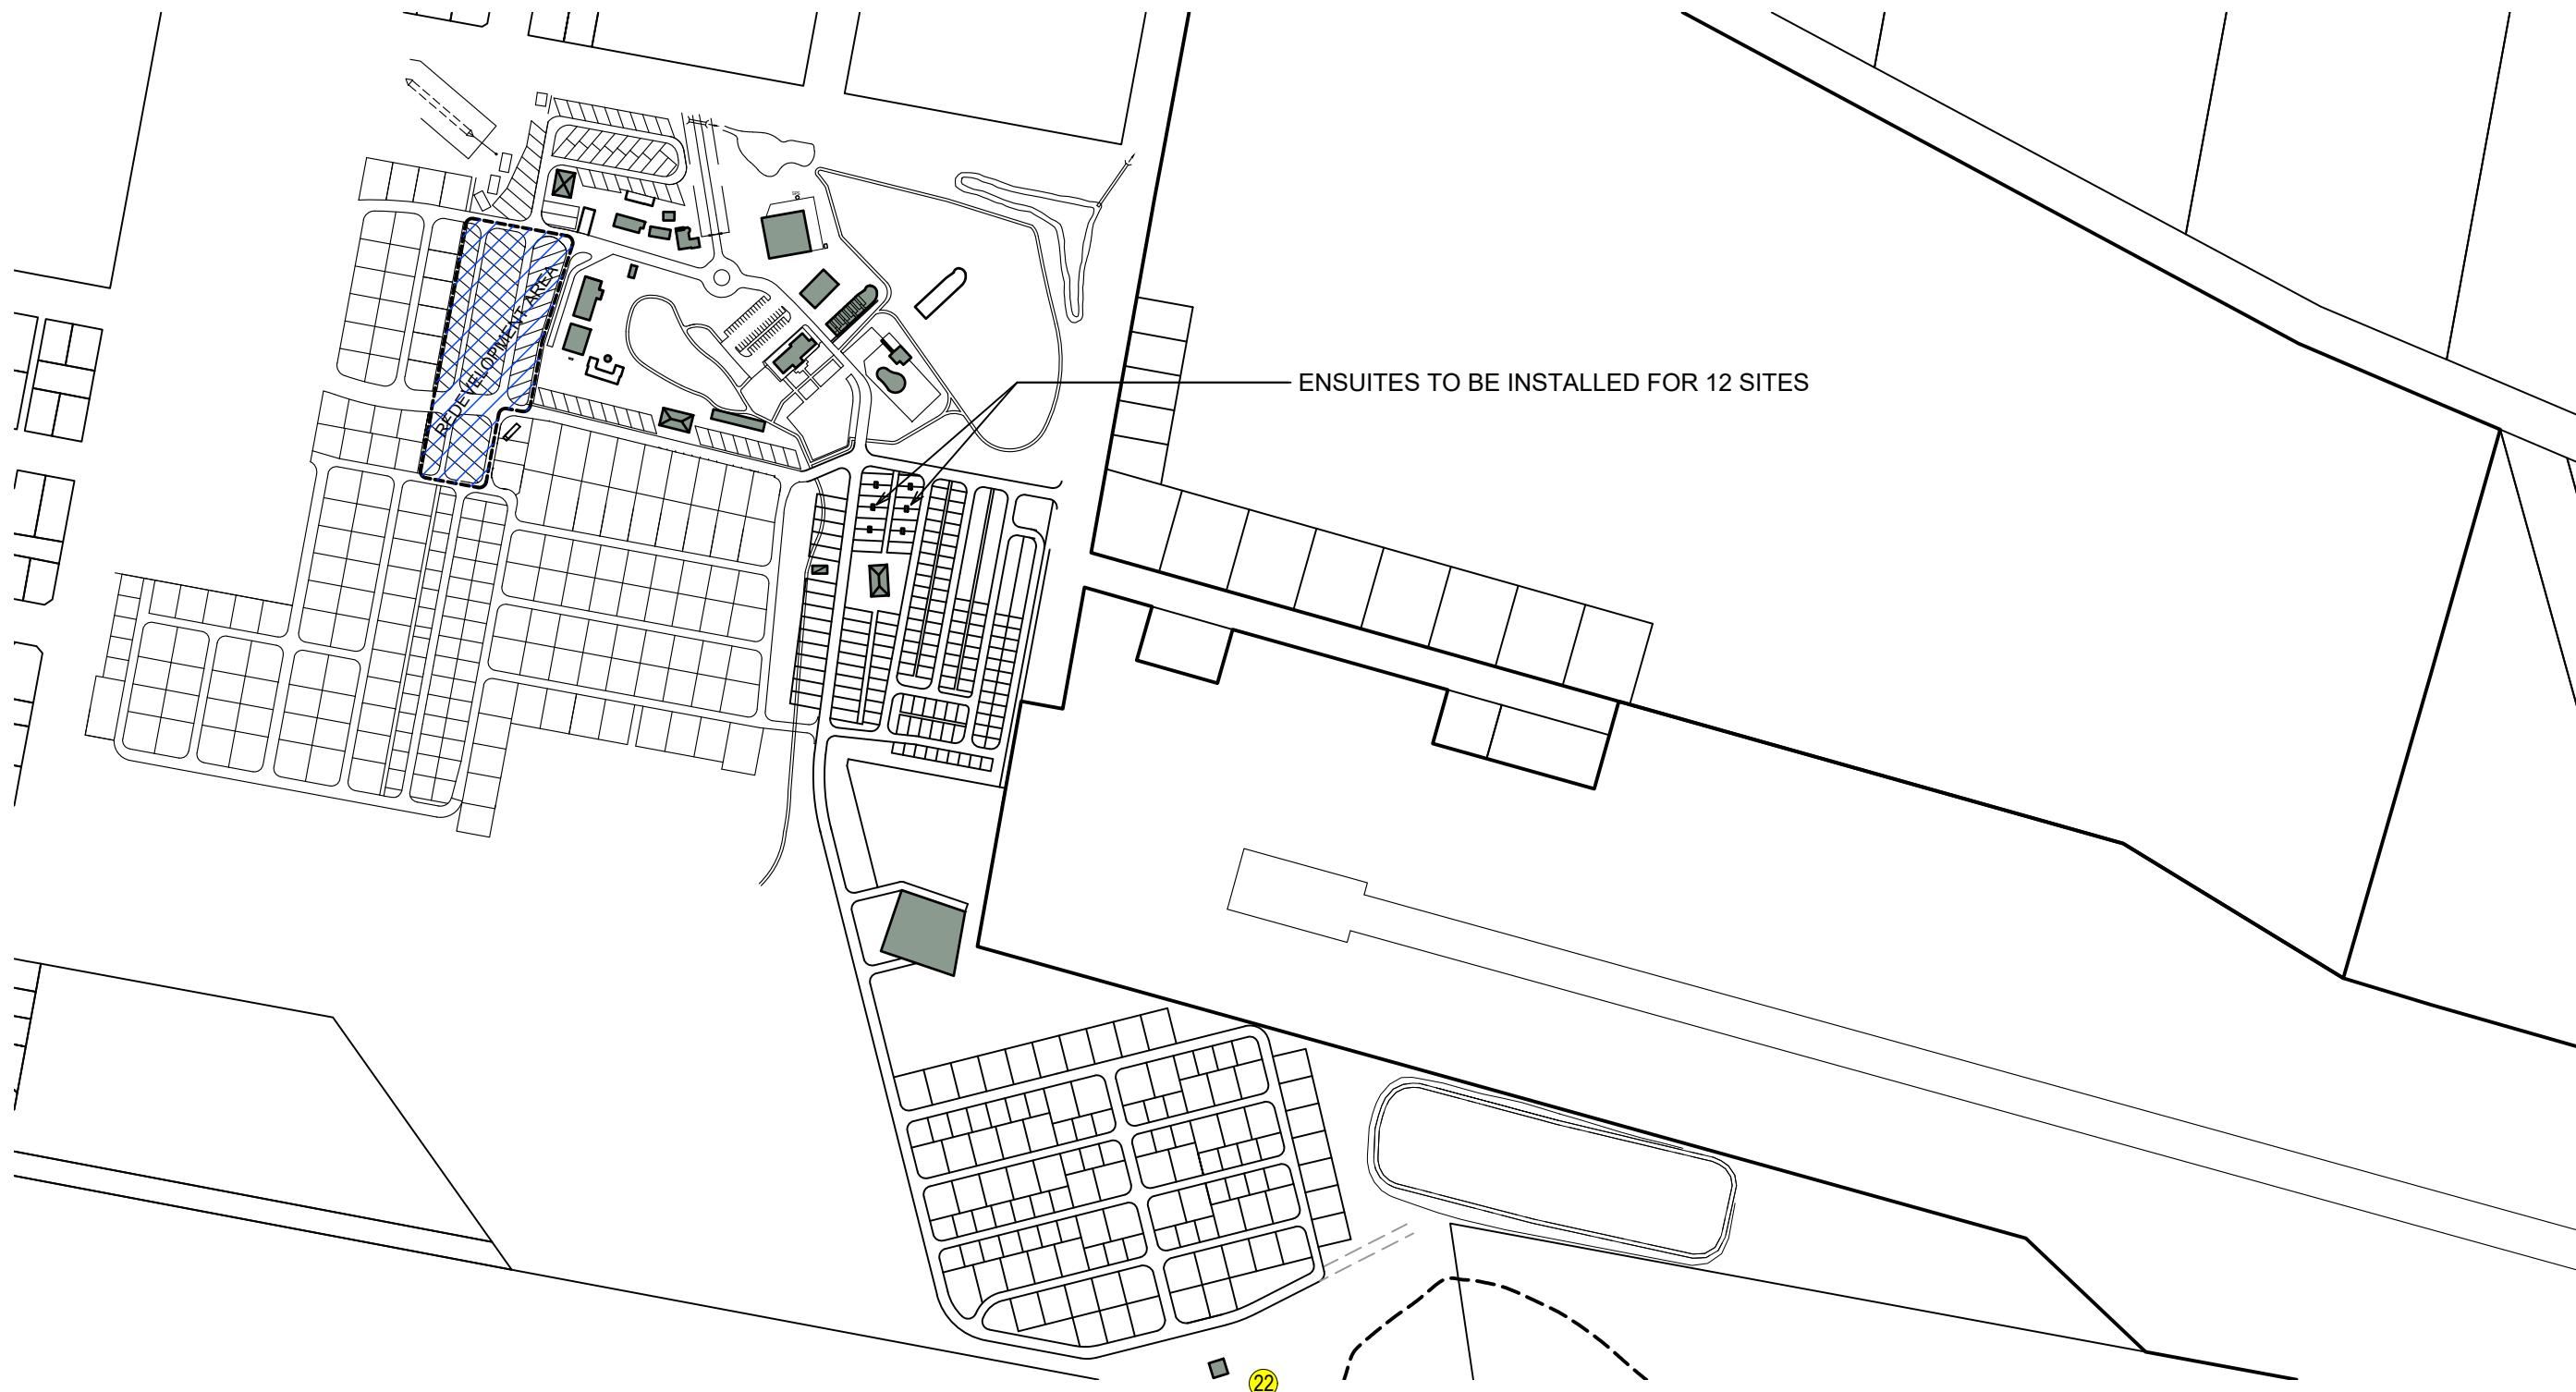 REDEVELOPMENT AREA
ENSUITES TO BE INSTALLED FOR 12 SITES
22